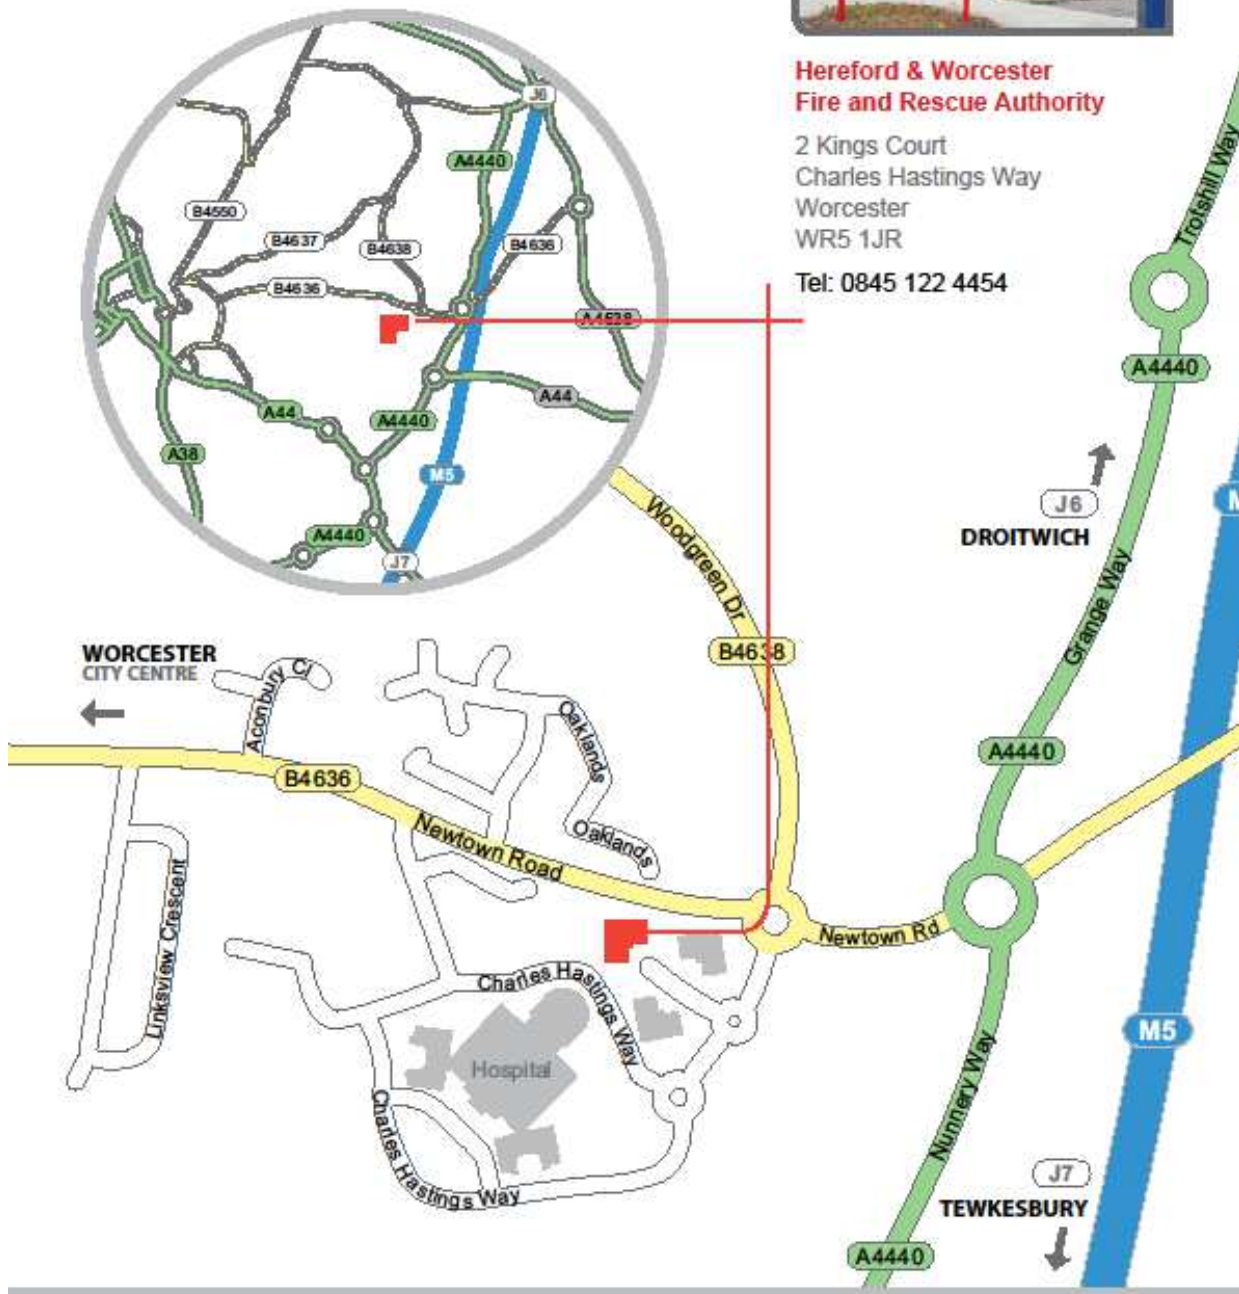 Hereford & Worcester
Fire and Rescue Authority
2 Kings Court
Charles Hastings Way
Worcester
WR5 1JR
Tel: 0845 122 4454
J6
A4440
B4550
B4637
B4638
B4636
B4636
A4538
A44
A44
A4440
A38
M5
A4440
J7
Trotshill Way
A4440
J6
DROITWICH
Grange Way
Woodgreen Dr
B4638
WORCESTER
CITY CENTRE
Aconbury Cl
Oaklands
A4440
B4636
Newtown Road
Oaklands
Linksview Crescent
Newtown Rd
Charles Hastings Way
Hospital
M5
Nunnery Way
Charles Hastings Way
J7
TEWKESBURY
A4440